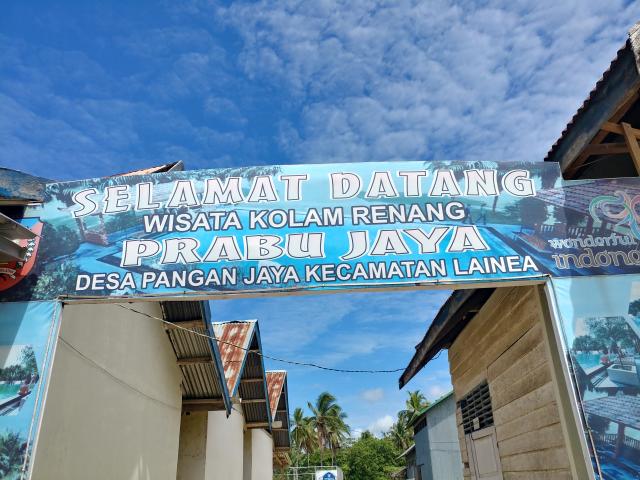 SELAMAT DATANG
WISATA KOLAM RENANG
PRABU JAYA
DESA PANGAN JAYA KECAMATAN LAINEA
wonderful
indonesia